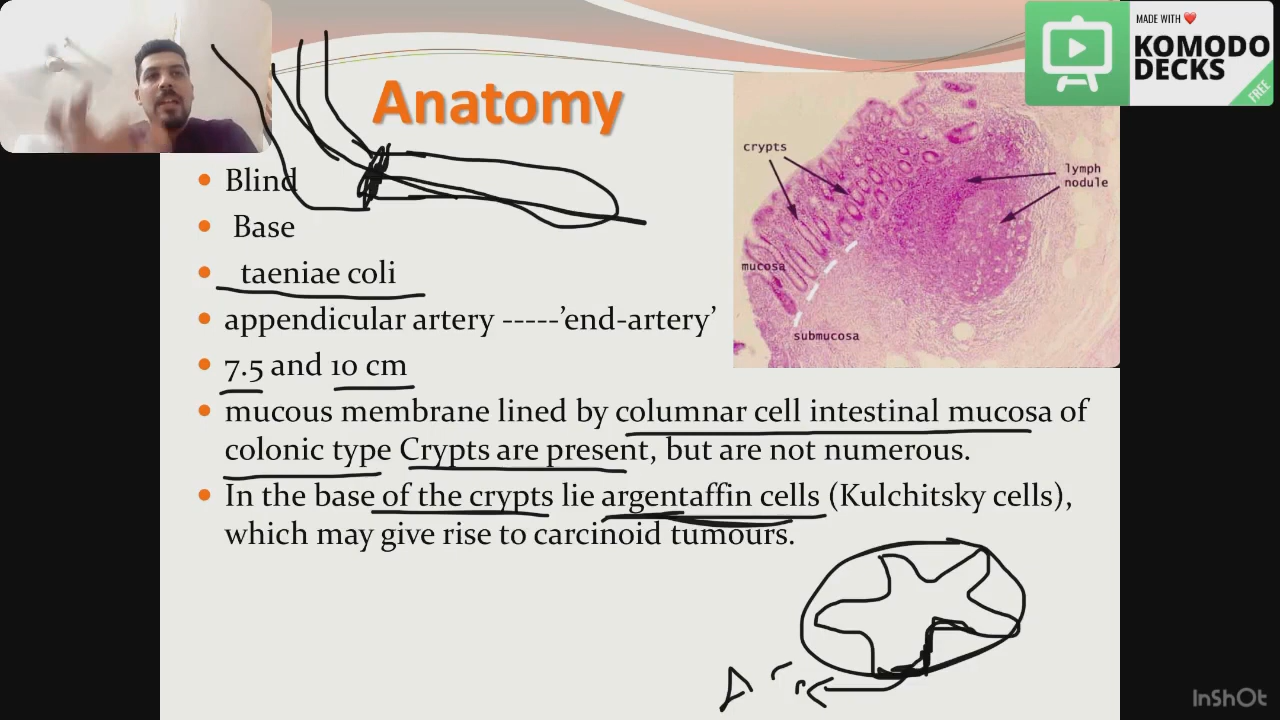 MADE WITH ❤️
KOMODO
DECKS
FREE
Anatomy
• Blind
• Base
• taeniae coli
• appendicular artery -----’end-artery’
• 7.5 and 10 cm
• mucous membrane lined by columnar cell intestinal mucosa of
colonic type Crypts are present, but are not numerous.
• In the base of the crypts lie argentaffin cells (Kulchitsky cells),
which may give rise to carcinoid tumours.
crypts
lymph
nodule
mucosa
submucosa
InShOt